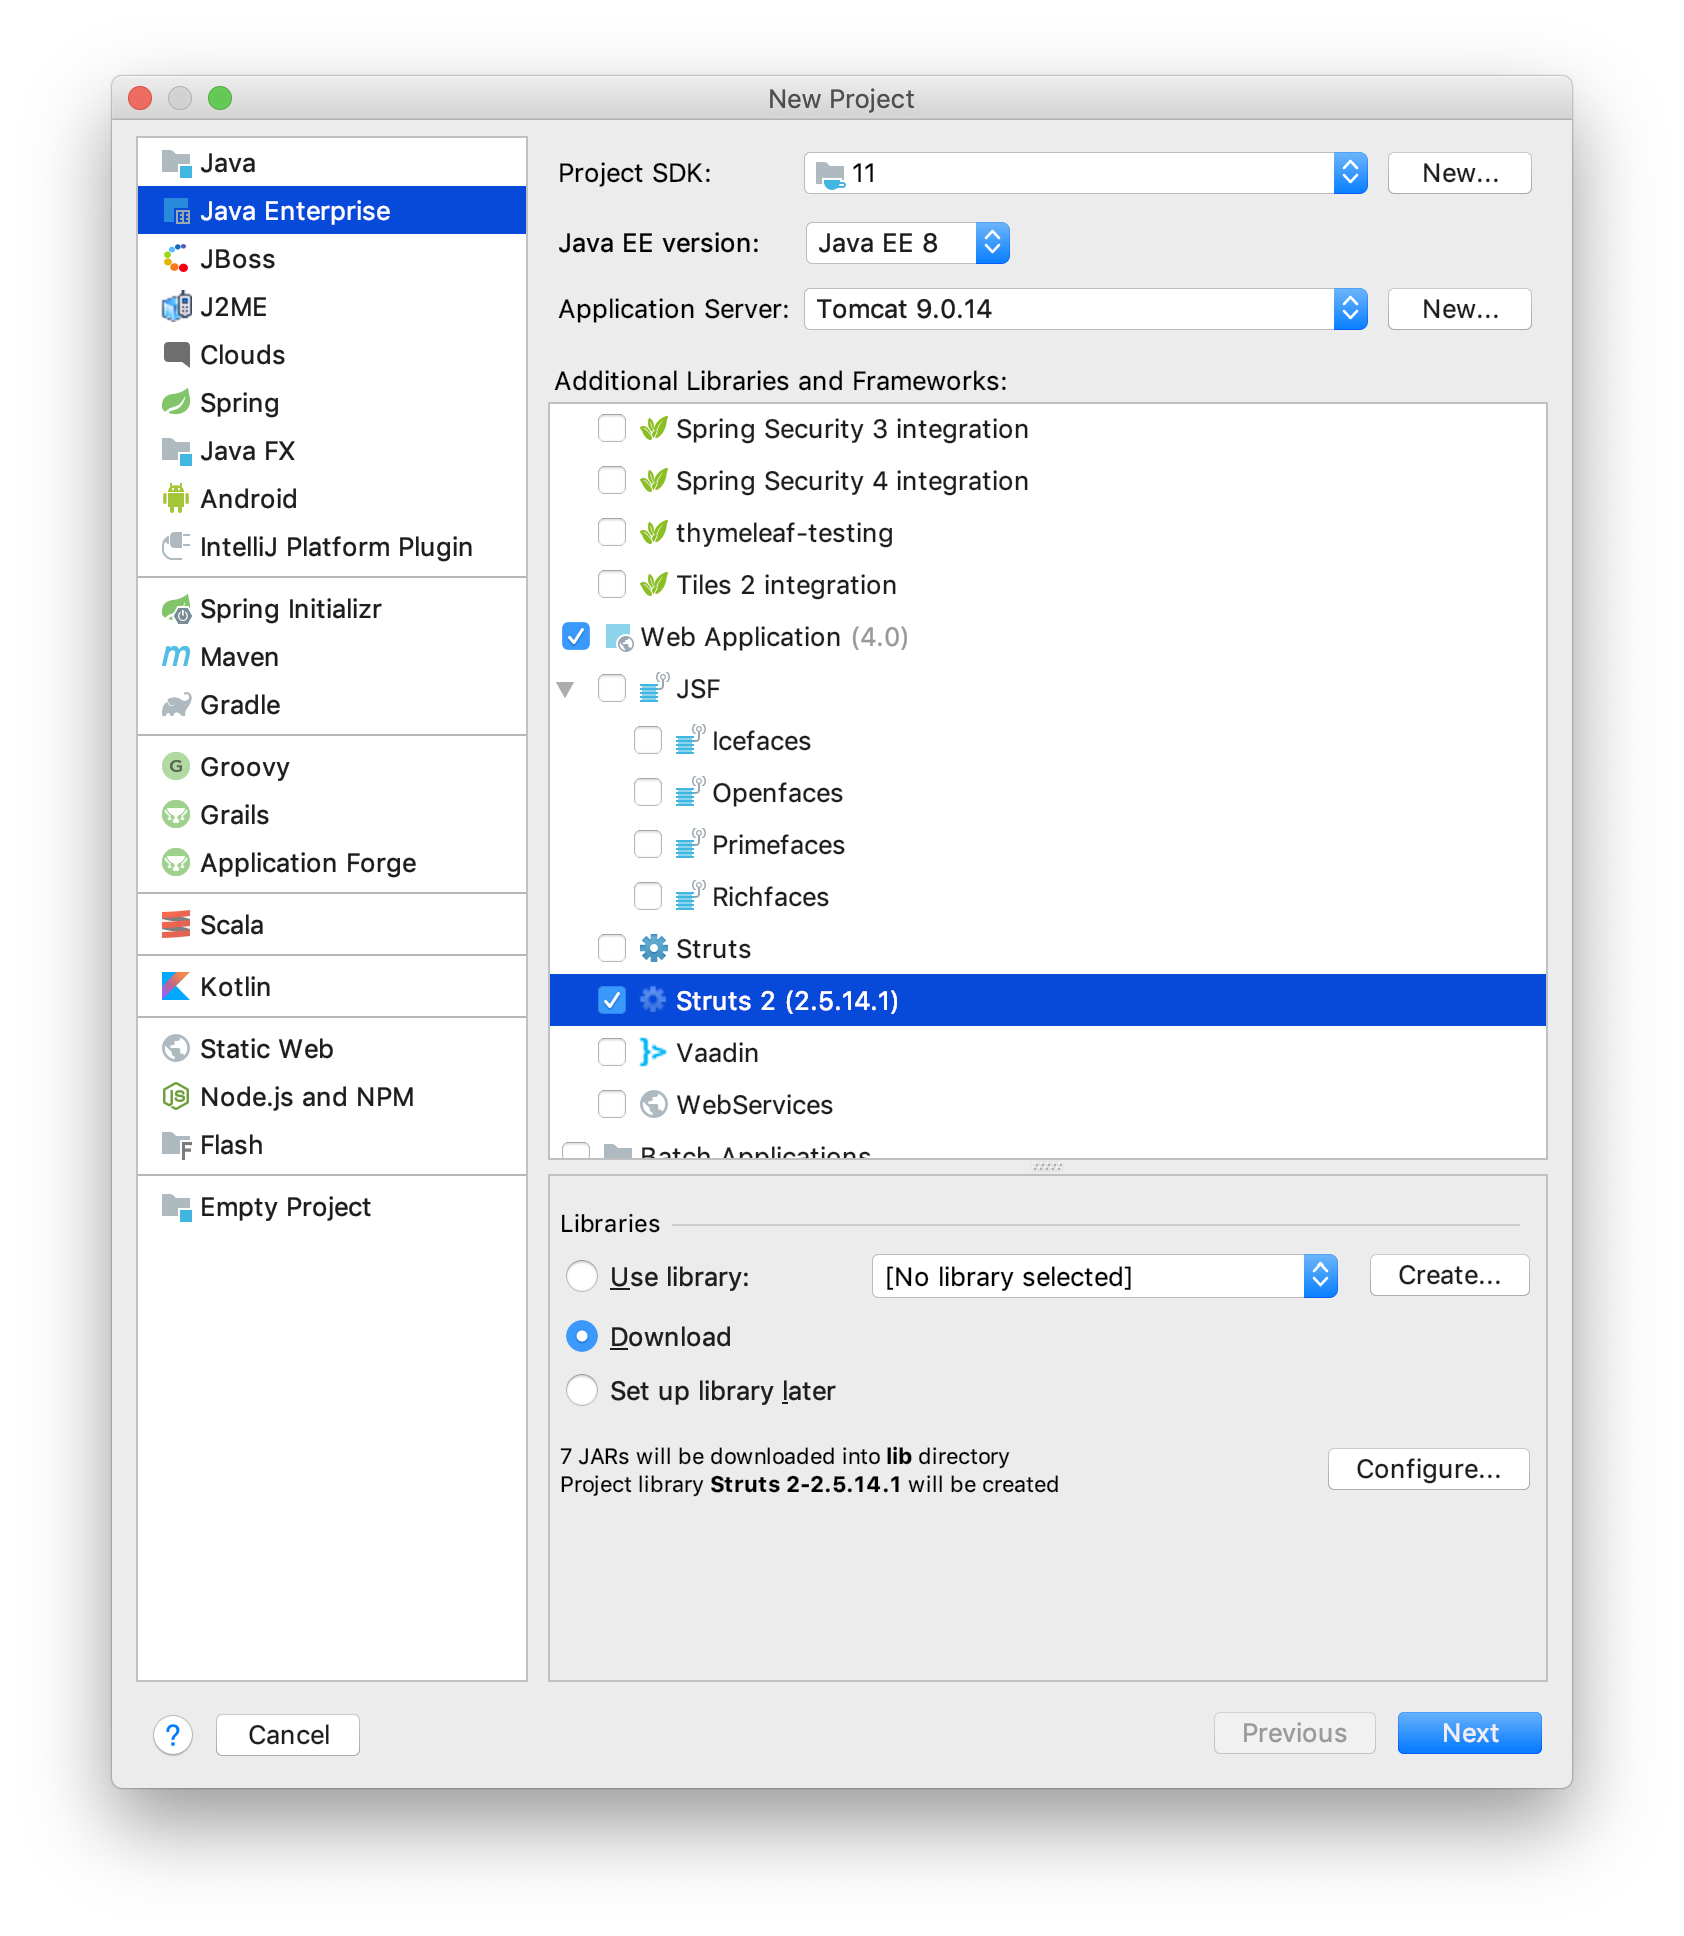 New Project
Java
Java Enterprise
JBoss
J2ME
Clouds
Spring
Java FX
Android
IntelliJ Platform Plugin
Spring Initializr
Maven
Gradle
Groovy
Grails
Application Forge
Scala
Kotlin
Static Web
Node.js and NPM
Flash
Empty Project
Project SDK: 11 New...
Java EE version: Java EE 8
Application Server: Tomcat 9.0.14 New...
Additional Libraries and Frameworks:
Spring Security 3 integration
Spring Security 4 integration
thymeleaf-testing
Tiles 2 integration
Web Application (4.0)
JSF
Icefaces
Openfaces
Primefaces
Richfaces
Struts
Struts 2 (2.5.14.1)
Vaadin
WebServices
Batch Applications
Libraries
Use library: [No library selected] Create...
Download
Set up library later
7 JARs will be downloaded into lib directory
Project library Struts 2-2.5.14.1 will be created
Configure...
? Cancel Previous Next